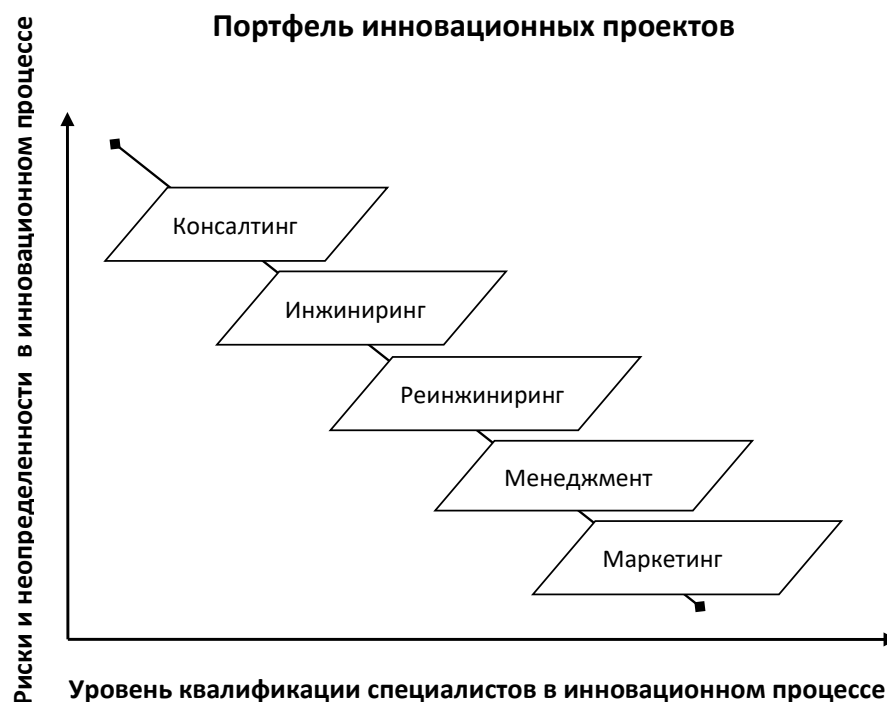 Портфель инновационных проектов
Риски и неопределенности в инновационном процессе
Консалтинг
Инжиниринг
Реинжиниринг
Менеджмент
Маркетинг
Уровень квалификации специалистов в инновационном процессе